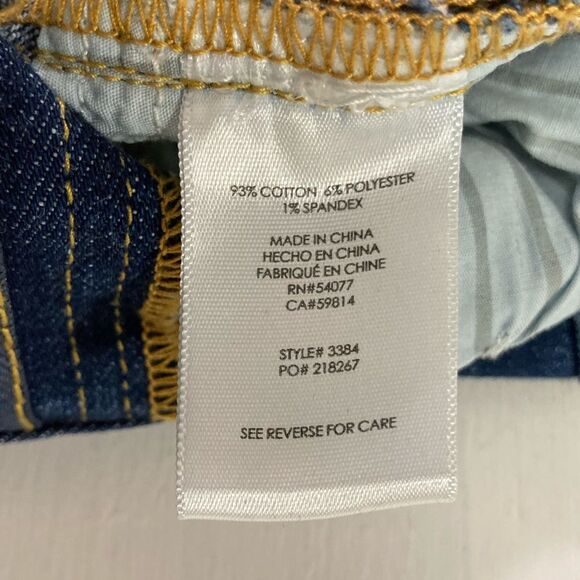 93% COTTON 6% POLYESTER
1% SPANDEX
MADE IN CHINA
HECHO EN CHINA
FABRIQUÉ EN CHINE
RN#54077
CA#59814
STYLE# 3384
PO# 218267
SEE REVERSE FOR CARE